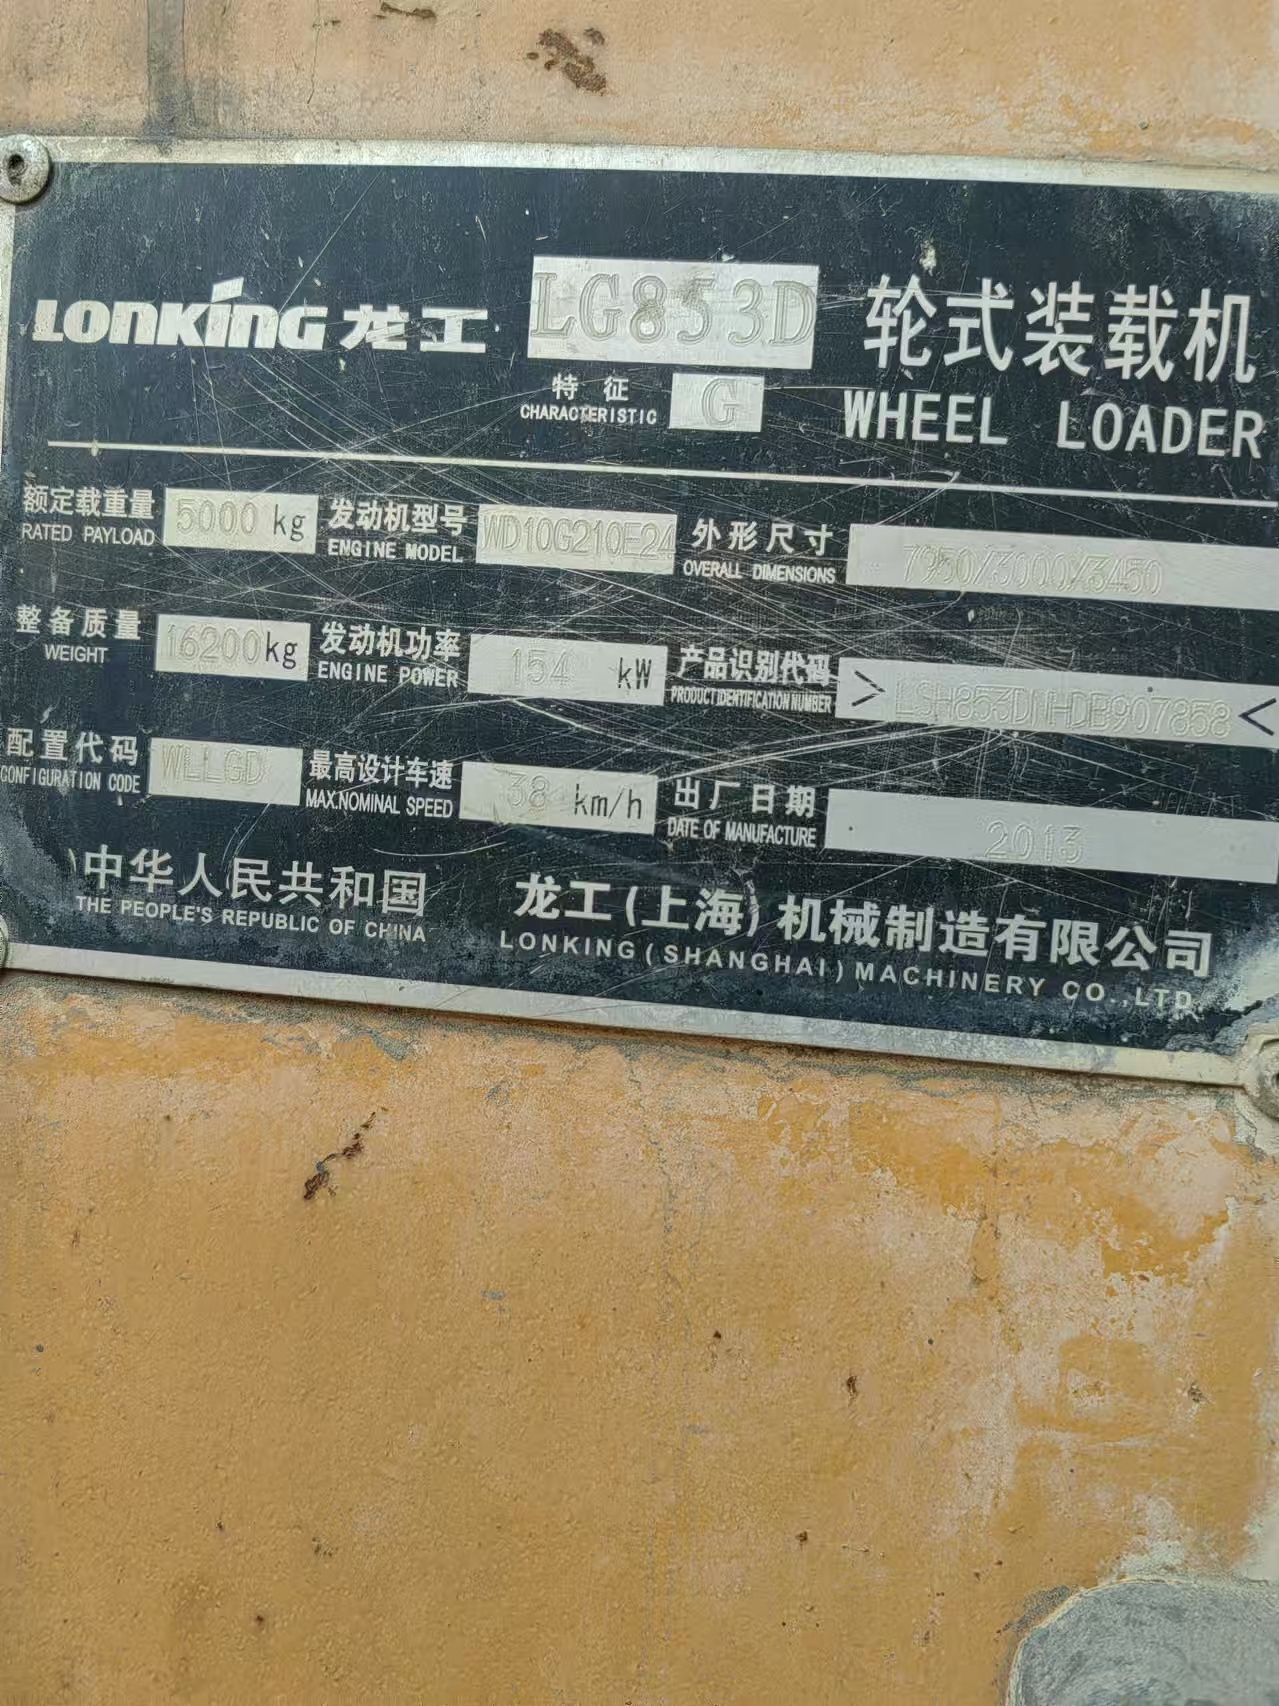 LONKING 龙工 LG853D 轮式装载机
特征 CHARACTERISTIC G WHEEL LOADER
额定载重量 RATED PAYLOAD 5000 kg 发动机型号 ENGINE MODEL WD10G210E24 外形尺寸 OVERALL DIMENSIONS 7950X3000X3450
整备质量 WEIGHT 16200kg 发动机功率 ENGINE POWER 154 kW 产品识别代码 PRODUCT IDENTIFICATION NUMBER >LSH853DNHDB907858<
配置代码 CONFIGURATION CODE WLLGD 最高设计车速 MAX.NOMINAL SPEED 38 km/h 出厂日期 DATE OF MANUFACTURE 2013
中华人民共和国 龙工(上海)机械制造有限公司
THE PEOPLE'S REPUBLIC OF CHINA LONKING(SHANGHAI)MACHINERY CO.,LTD